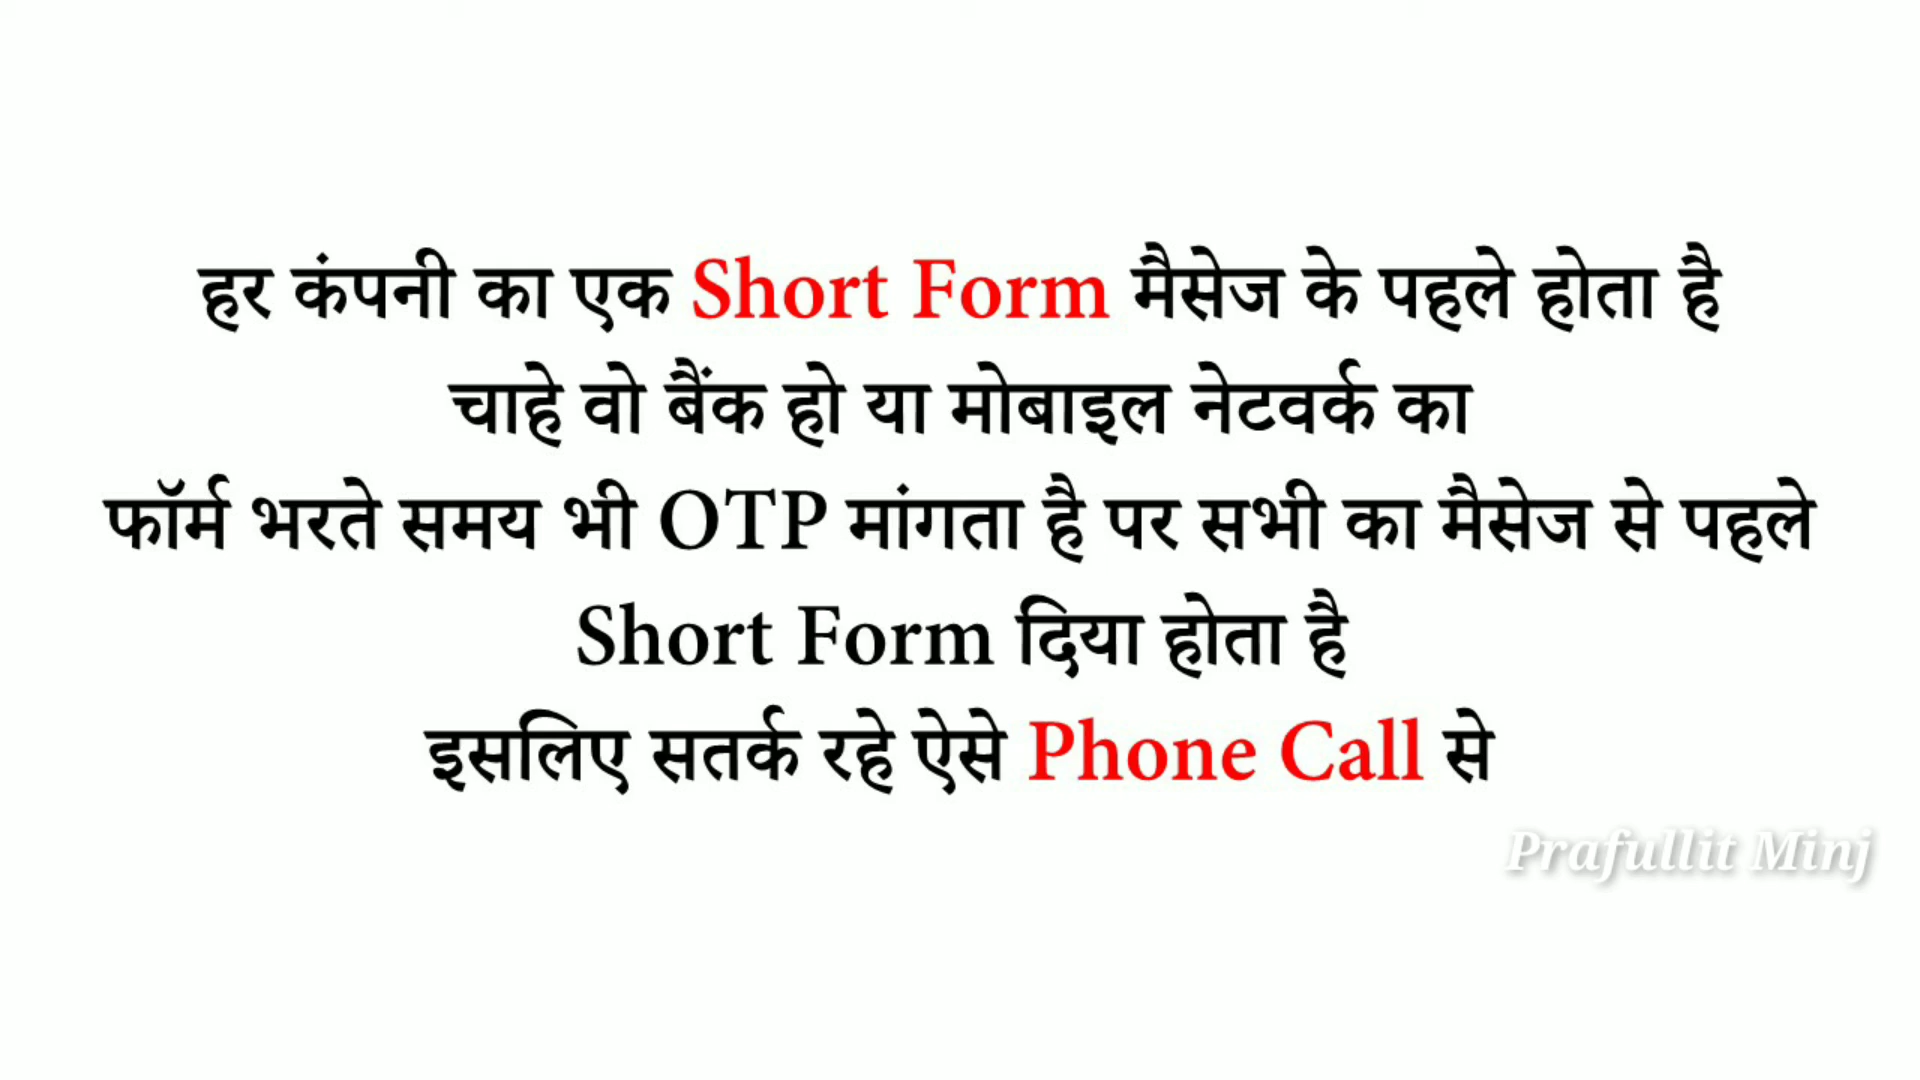 हर कंपनी का एक Short Form मैसेज के पहले होता है
चाहे वो बैंक हो या मोबाइल नेटवर्क का
फॉर्म भरते समय भी OTP मांगता है पर सभी का मैसेज से पहले
Short Form दिया होता है
इसलिए सतर्क रहे ऐसे Phone Call से
Prafullit Minj